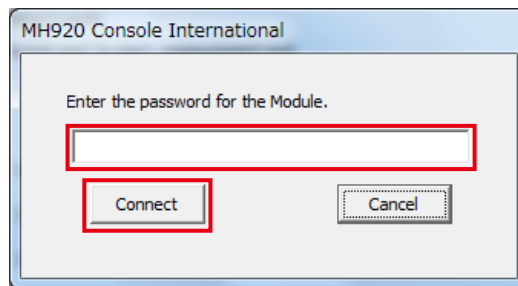 MH920 Console International
Enter the password for the Module.
Connect
Cancel